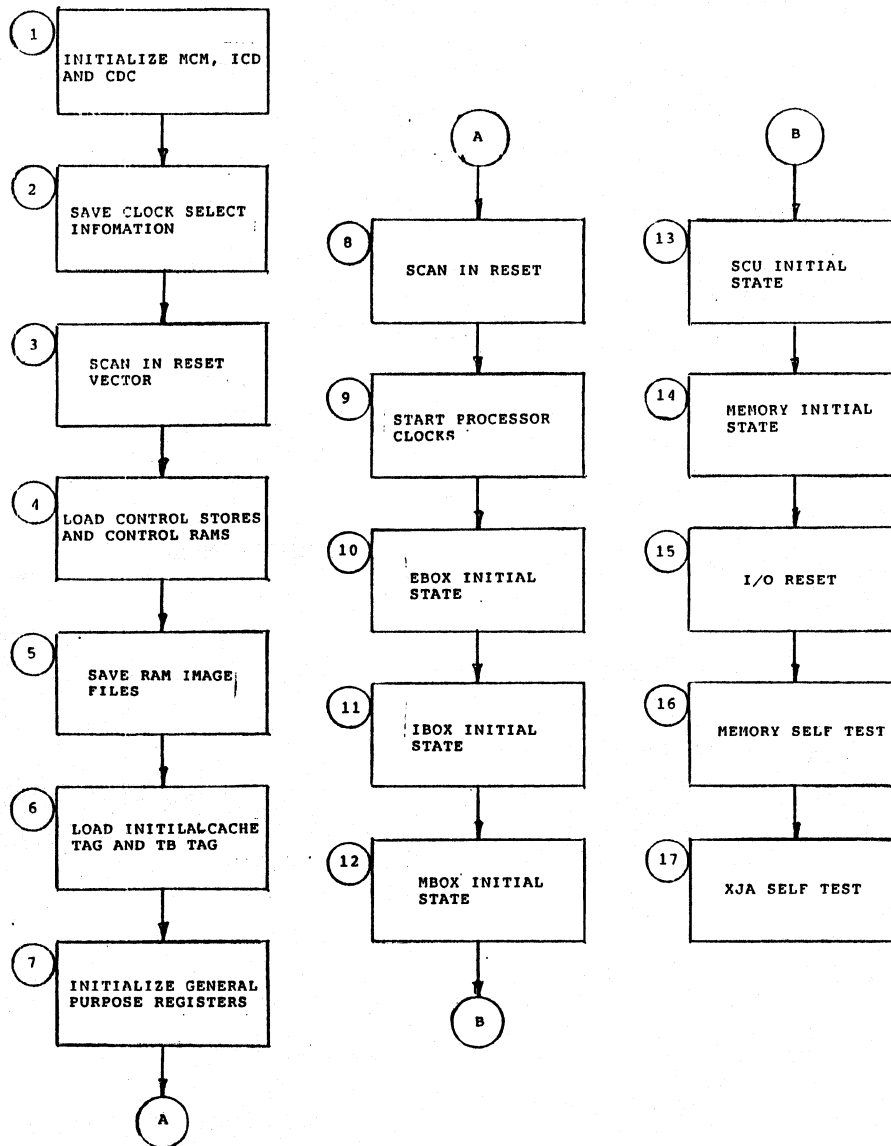 1
INITIALIZE MCM, ICD
AND CDC
2
SAVE CLOCK SELECT
INFOMATION
3
SCAN IN RESET
VECTOR
4
LOAD CONTROL STORES
AND CONTROL RAMS
5
SAVE RAM IMAGE
FILES
6
LOAD INITILAL CACHE
TAG AND TB TAG
7
INITIALIZE GENERAL
PURPOSE REGISTERS
A
A
8
SCAN IN RESET
9
START PROCESSOR
CLOCKS
10
EBOX INITIAL
STATE
11
IBOX INITIAL
STATE
12
MBOX INITIAL
STATE
B
B
13
SCU INITIAL
STATE
14
MEMORY INITIAL
STATE
15
I/O RESET
16
MEMORY SELF TEST
17
XJA SELF TEST